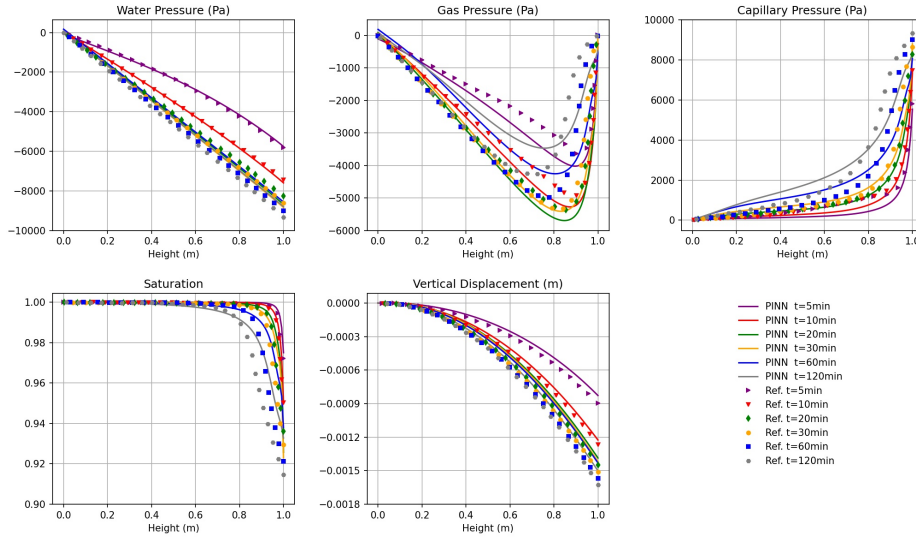 Water Pressure (Pa)
0
−2000
−4000
−6000
−8000
−10000
0.0 0.2 0.4 0.6 0.8 1.0
Height (m)
Gas Pressure (Pa)
0
−1000
−2000
−3000
−4000
−5000
−6000
0.0 0.2 0.4 0.6 0.8 1.0
Height (m)
Capillary Pressure (Pa)
10000
8000
6000
4000
2000
0
0.0 0.2 0.4 0.6 0.8 1.0
Height (m)
Saturation
1.00
0.98
0.96
0.94
0.92
0.90
0.0 0.2 0.4 0.6 0.8 1.0
Height (m)
Vertical Displacement (m)
0.0000
−0.0003
−0.0006
−0.0009
−0.0012
−0.0015
−0.0018
0.0 0.2 0.4 0.6 0.8 1.0
Height (m)
PINN t=5min
PINN t=10min
PINN t=20min
PINN t=30min
PINN t=60min
PINN t=120min
Ref. t=5min
Ref. t=10min
Ref. t=20min
Ref. t=30min
Ref. t=60min
Ref. t=120min